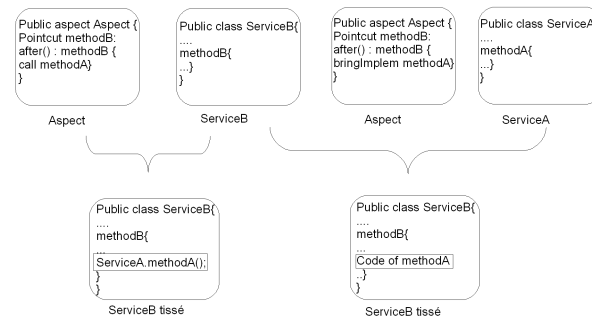 Public aspect Aspect {
Pointcut methodB:
after() : methodB {
call methodA}
}
Aspect
Public class ServiceB{
....
methodB{
...}
}
ServiceB
Public aspect Aspect {
Pointcut methodB:
after() : methodB {
bringImplem methodA}
}
Aspect
Public class ServiceA
....
methodA{
...}
}
ServiceA
Public class ServiceB{
....
methodB{
...
ServiceA.methodA();
}
}
ServiceB tissé
Public class ServiceB{
....
methodB{
...
Code of methodA
..}
}
ServiceB tissé